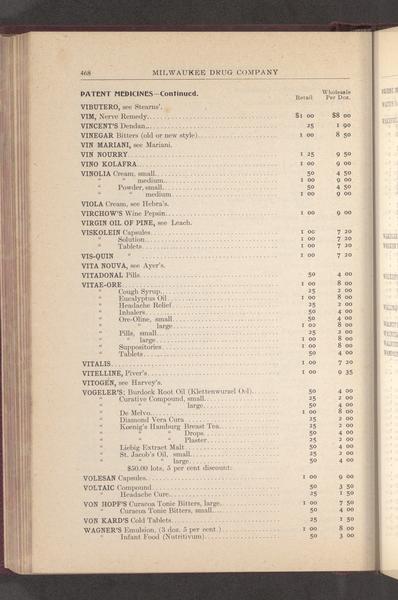 468 MILWAUKEE DRUG COMPANY
PATENT MEDICINES—Continued. Retail Wholesale Per Doz.
VIBUTERO, see Stearns'.
VIM, Nerve Remedy $1 00 $8 00
VINCENT'S Dendan 25 1 90
VINEGAR Bitters (old or new style) 1 00 8 50
VIN MARIANI, see Mariani.
VIN NOURRY 1 25 9 50
VINO KOLAFRA 1 00 9 00
VINOLIA Cream, small 50 4 50
" " medium 1 00 9 00
" Powder, small 50 4 50
" " medium 1 00 9 00
VIOLA Cream, see Hebra's.
VIRCHOW'S Wine Pepsin 1 00 9 00
VIRGIN OIL OF PINE, see Leach.
VISKOLEIN Capsules 1 00 7 20
" Solution 1 00 7 20
" Tablets 1 00 7 20
VIS-QUIN " 1 00 7 20
VITA NOUVA, see Ayer's.
VITADONAL Pills 50 4 00
VITAE-ORE 1 00 8 00
" Cough Syrup 25 2 00
" Eucalyptus Oil 1 00 8 00
" Headache Relief 25 2 00
" Inhalers 50 4 00
" Ore-Oline, small 50 4 00
" " large 1 00 8 00
" Pills, small 25 2 00
" " large 1 00 8 00
" Suppositories 1 00 8 00
" Tablets 50 4 00
VITALIS 1 00 7 20
VITELLINE, Piver's 1 00 9 35
VITOGEN, see Harvey's.
VOGELER'S: Burdock Root Oil (Klettenwurzel Oel) 50 4 00
" Curative Compound, small 25 2 00
" " " large 50 4 00
" De Melvo 1 00 8 00
" Diamond Vera Cura 25 2 00
" Kœnig's Hamburg Breast Tea 25 2 00
" " " Drops 50 4 00
" " " Plaster 25 2 00
" Liebig Extract Malt 50 4 00
" St. Jacob's Oil, small 25 2 00
" " " large 50 4 00
$50.00 lots, 5 per cent discount:
VOLESAN Capsules 1 00 9 00
VOLTAIC Compound 50 3 50
" Headache Cure 25 1 50
VON HOPF'S Curacoa Tonic Bitters, large 1 00 7 50
" Curacoa Tonic Bitters, small 50 4 00
VON KARD'S Cold Tablets 25 1 50
WAGNER'S Emulsion, (3 doz. 5 per cent.) 1 00 8 00
" Infant Food (Nutritivum) 50 3 00